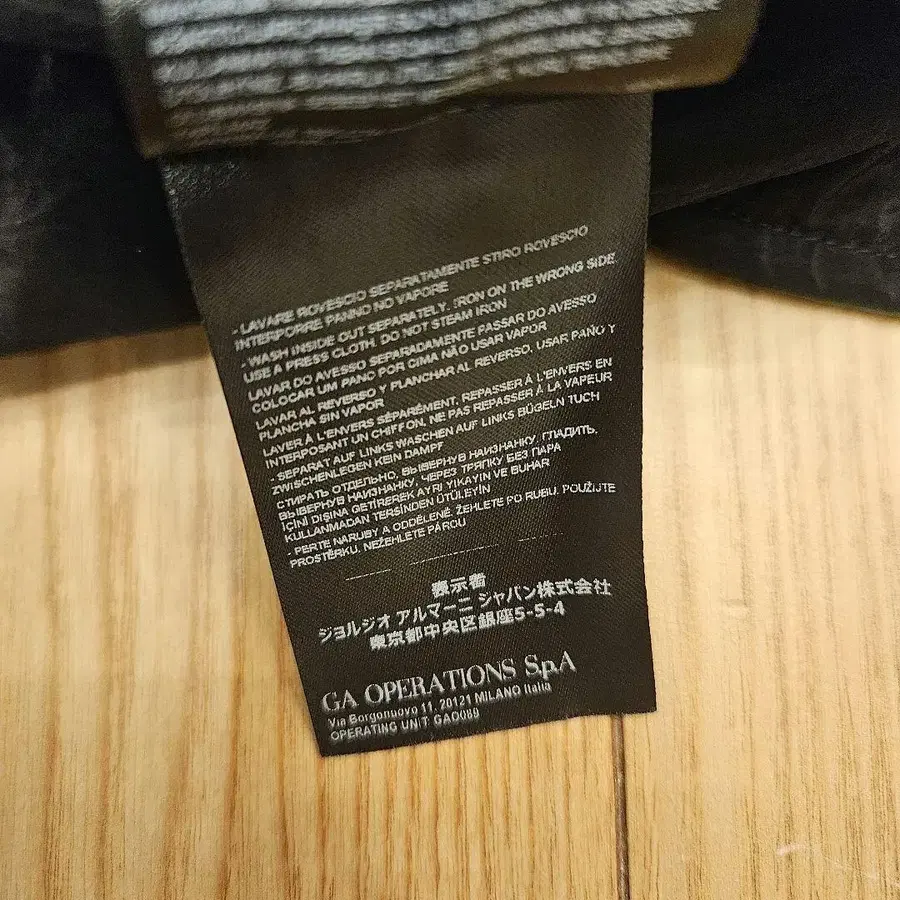 - LAVARE ROVESCIO SEPARATAMENTE STIRO ROVESCIO
INTERPORRE PANNO NO VAPORE
- WASH INSIDE OUT SEPARATELY. IRON ON THE WRONG SIDE
USE A PRESS CLOTH. DO NOT STEAM IRON
LAVAR DO AVESSO SEPARADAMENTE PASSAR DO AVESSO
COLOCAR UM PANO POR CIMA NÃO USAR VAPOR
LAVAR AL REVERSO Y PLANCHAR AL REVERSO, USAR PAÑO Y
PLANCHA SIN VAPOR
LAVER À L'ENVERS SÉPARÉMENT, REPASSER À L'ENVERS EN
INTERPOSANT UN CHIFFON, NE PAS REPASSER À LA VAPEUR
- SEPARAT AUF LINKS WASCHEN AUF LINKS BÜGELN TUCH
ZWISCHENLEGEN KEIN DAMPF
СТИРАТЬ ОТДЕЛЬНО, ВЫВЕРНУВ НАИЗНАНКУ, ГЛАДИТЬ,
ВЫВЕРНУВ НАИЗНАНКУ, ЧЕРЕЗ ТРЯПКУ БЕЗ ПАРА
İÇİNİ DIŞINA GETİREREK AYRI YIKAYIN VE BUHAR
KULLANMADAN TERSİNDEN ÜTÜLEYİN
- PERTE NARUBY A ODDĚLENĚ. ŽEHLETE PO RUBU. POUŽIJTE
PROSTĚRKU. NEŽEHLETE PÁROU
表示者
ジョルジオ アルマーニ ジャパン株式会社
東京都中央区銀座5-5-4
GA OPERATIONS SpA
Via Borgonuovo 11, 20121 MILANO Italia
OPERATING UNIT: GAO089